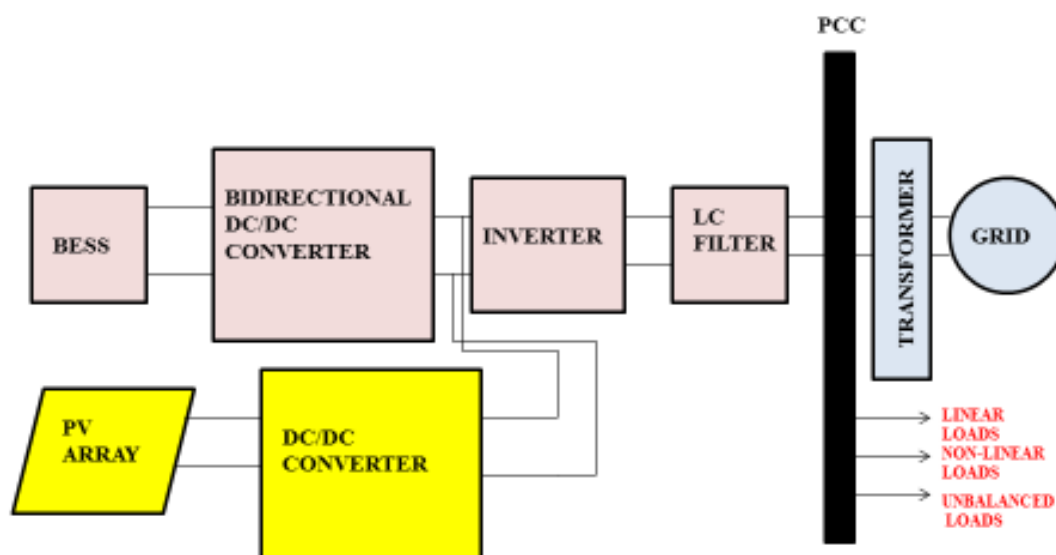 PCC
BESS
BIDIRECTIONAL
DC/DC
CONVERTER
INVERTER
LC
FILTER
TRANSFORMER
GRID
PV
ARRAY
DC/DC
CONVERTER
LINEAR
LOADS
NON-LINEAR
LOADS
UNBALANCED
LOADS